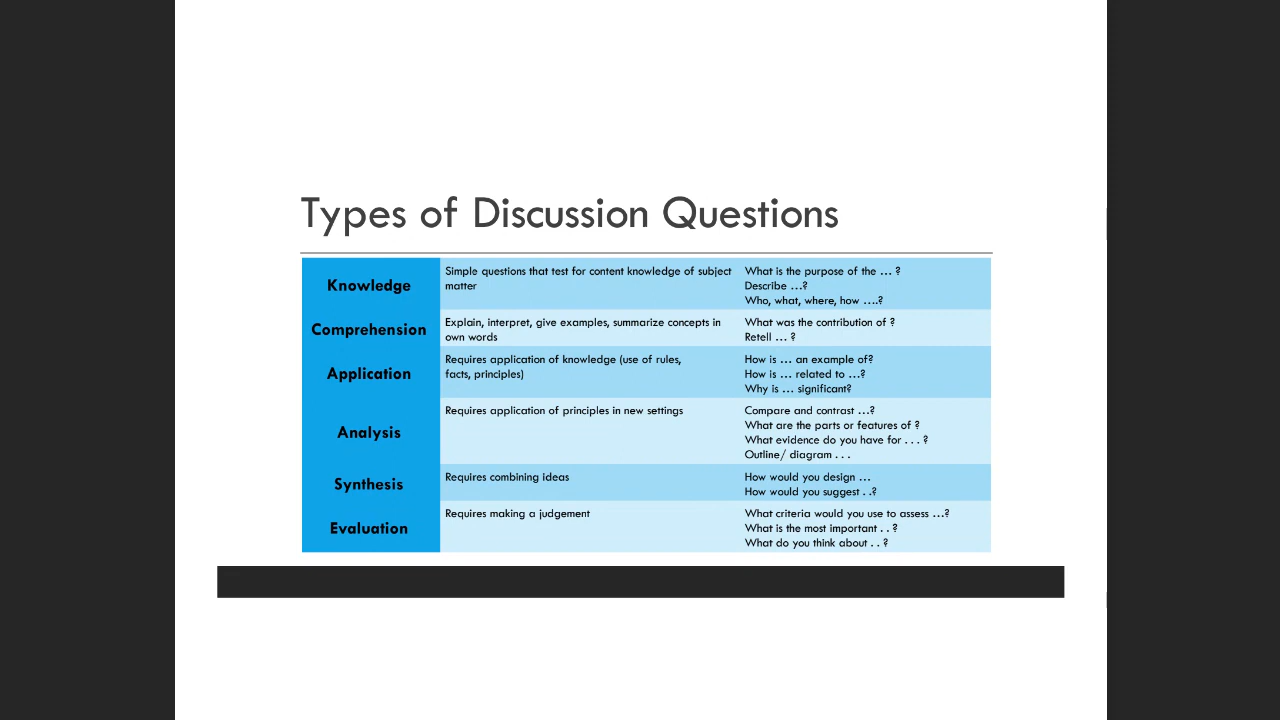 Types of Discussion Questions
Knowledge
Simple questions that test for content knowledge of subject
matter
What is the purpose of the … ?
Describe …?
Who, what, where, how ….?
Comprehension
Explain, interpret, give examples, summarize concepts in
own words
What was the contribution of ?
Retell … ?
Application
Requires application of knowledge (use of rules,
facts, principles)
How is … an example of?
How is … related to …?
Why is … significant?
Analysis
Requires application of principles in new settings
Compare and contrast …?
What are the parts or features of ?
What evidence do you have for . . . ?
Outline/ diagram . . .
Synthesis
Requires combining ideas
How would you design …
How would you suggest . .?
Evaluation
Requires making a judgement
What criteria would you use to assess …?
What is the most important . . ?
What do you think about . . ?